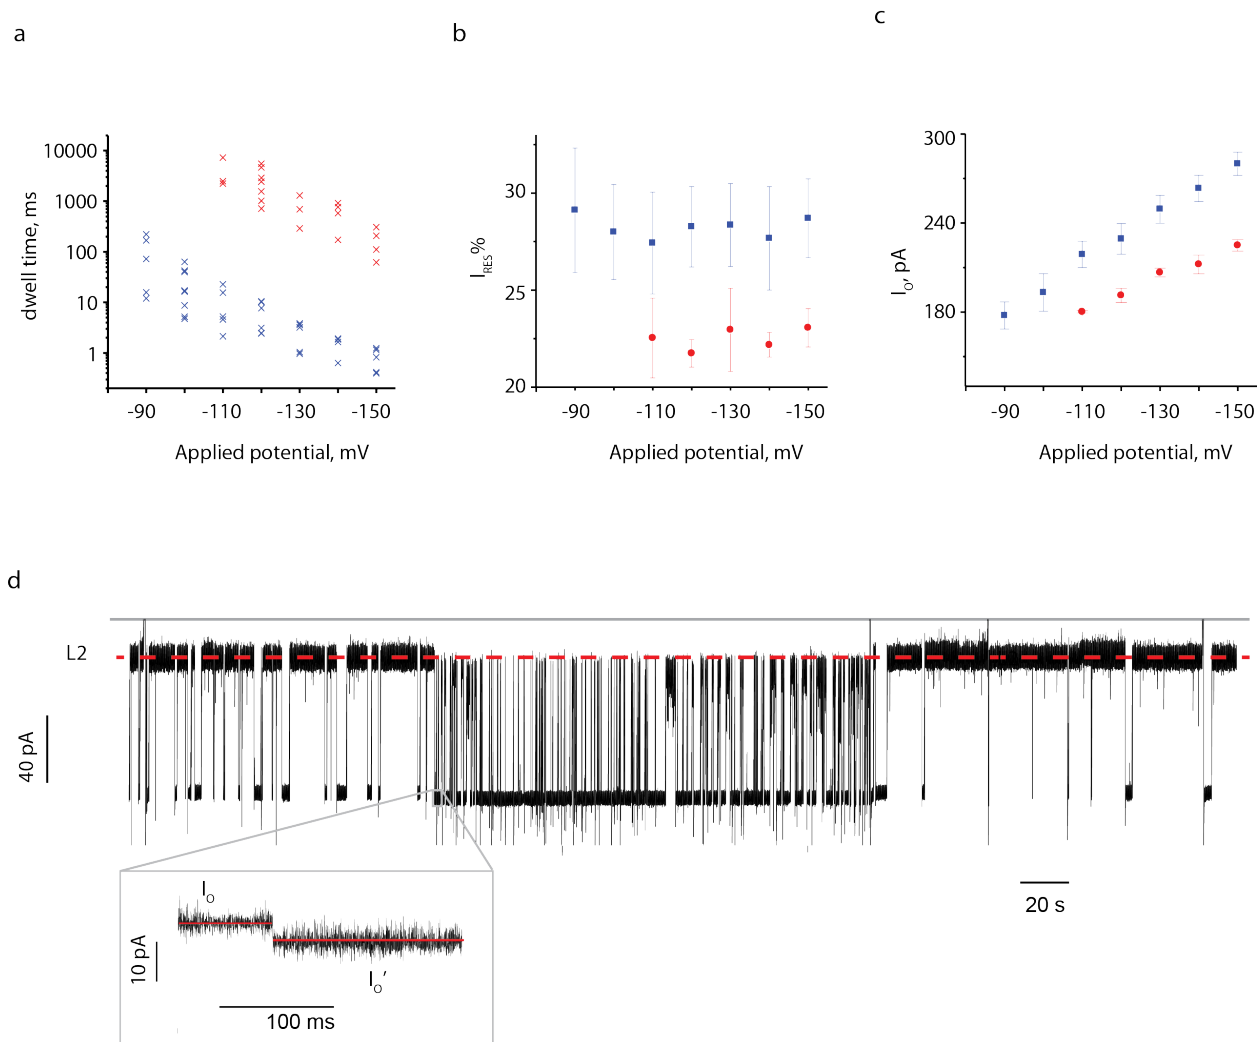 a
b
c
dwell time, ms
10000
1000
100
10
1
-90
-110
-130
-150
Applied potential, mV
I_RES%
30
25
20
-90
-110
-130
-150
Applied potential, mV
I_O, pA
300
240
180
-90
-110
-130
-150
Applied potential, mV
d
L2
40 pA
20 s
I_O
10 pA
I_O'
100 ms